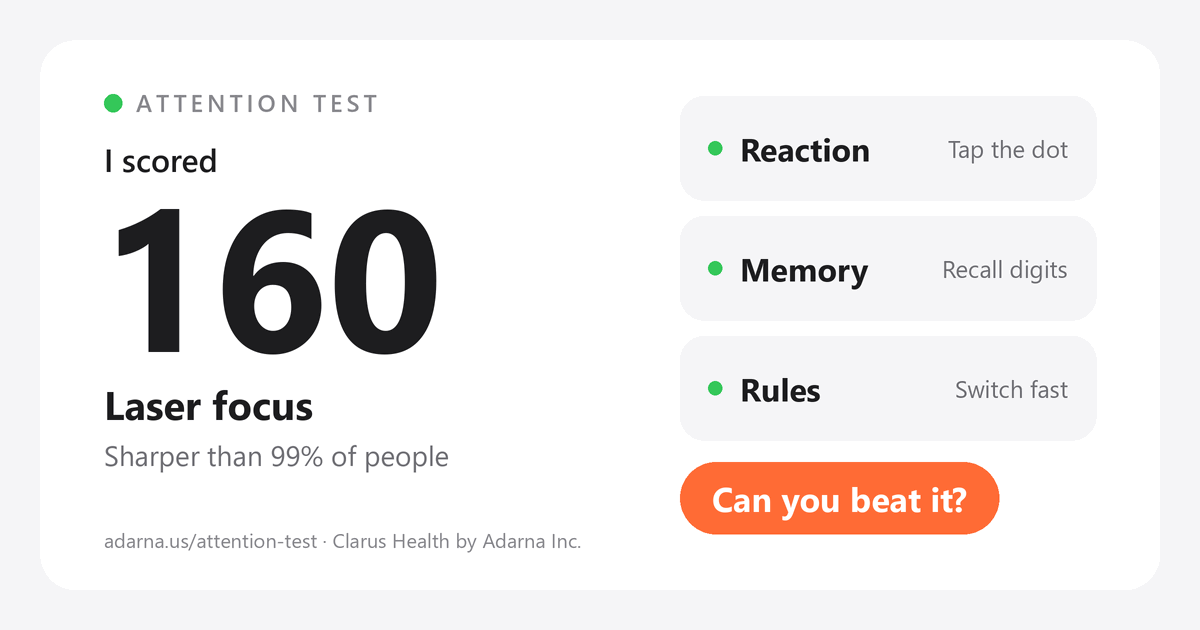 ATTENTION TEST
I scored
160
Laser focus
Sharper than 99% of people
adarna.us/attention-test · Clarus Health by Adarna Inc.
Reaction Tap the dot
Memory Recall digits
Rules Switch fast
Can you beat it?